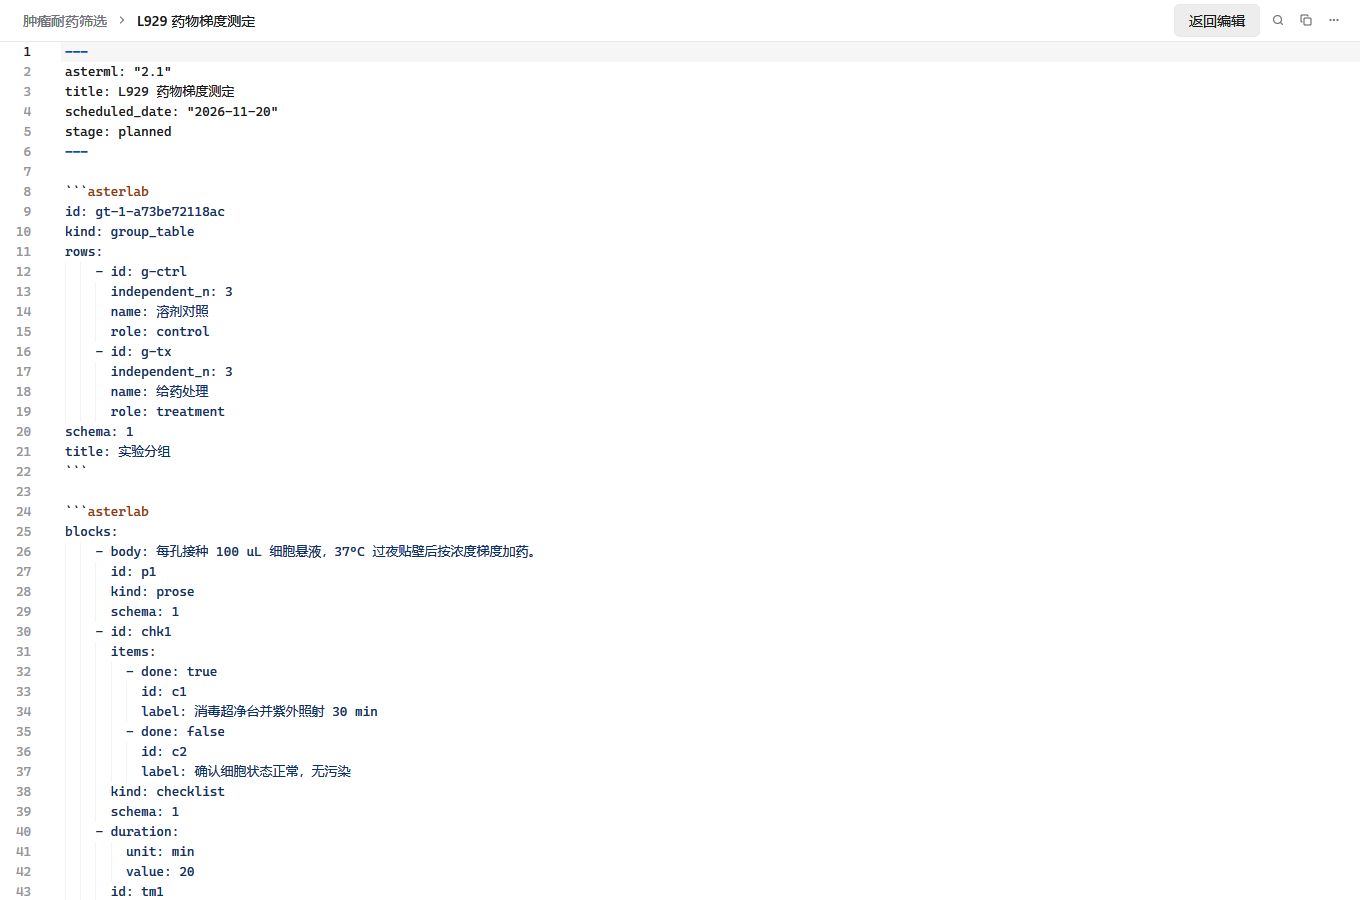 肿瘤耐药筛选 > L929 药物梯度测定 返回编辑
1 ---
2 asterml: "2.1"
3 title: L929 药物梯度测定
4 scheduled_date: "2026-11-20"
5 stage: planned
6 ---
7
8 ```asterlab
9 id: gt-1-a73be72118ac
10 kind: group_table
11 rows:
12     - id: g-ctrl
13       independent_n: 3
14       name: 溶剂对照
15       role: control
16     - id: g-tx
17       independent_n: 3
18       name: 给药处理
19       role: treatment
20 schema: 1
21 title: 实验分组
22 ```
23
24 ```asterlab
25 blocks:
26     - body: 每孔接种 100 uL 细胞悬液，37°C 过夜贴壁后按浓度梯度加药。
27       id: p1
28       kind: prose
29       schema: 1
30     - id: chk1
31       items:
32         - done: true
33           id: c1
34           label: 消毒超净台并紫外照射 30 min
35         - done: false
36           id: c2
37           label: 确认细胞状态正常，无污染
38       kind: checklist
39       schema: 1
40     - duration:
41         unit: min
42         value: 20
43       id: tm1